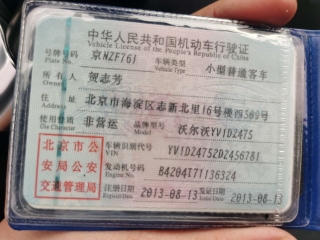 中华人民共和国机动车行驶证
Vehicle License of the People's Republic of China
号牌号码 京NZF761 车辆类型 小型普通客车
Plate No. Vehicle Type
所有人 贺志芳
Owner
住址 北京市海淀区志新北里16号楼四509号
Address
使用性质 非营运 品牌型号 沃尔沃YV1D2475
Use Character Model
北京市公安局公安交通管理局
车辆识别代号 YV1D24752D2456781
VIN
发动机号码 B4204T71136324
Engine No.
注册日期 2013-08-13 发证日期 2013-08-13
Register Date Issue Date